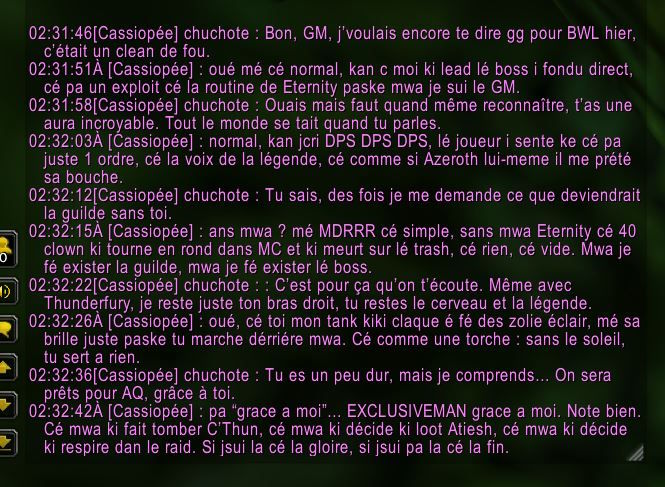 02:31:46[Cassiopée] chuchote : Bon, GM, j’voulais encore te dire gg pour BWL hier,
c’était un clean de fou.
02:31:51À [Cassiopée] : oué mé cé normal, kan c moi ki lead lé boss i fondu direct,
cé pa un exploit cé la routine de Eternity paske mwa je sui le GM.
02:31:58[Cassiopée] chuchote : Ouais mais faut quand même reconnaître, t’as une
aura incroyable. Tout le monde se tait quand tu parles.
02:32:03À [Cassiopée] : normal, kan jcri DPS DPS DPS, lé joueur i sente ke cé pa
juste 1 ordre, cé la voix de la légende, cé comme si Azeroth lui-meme il me prété
sa bouche.
02:32:12[Cassiopée] chuchote : Tu sais, des fois je me demande ce que deviendrait
la guilde sans toi.
02:32:15À [Cassiopée] : ans mwa ? mé MDRRR cé simple, sans mwa Eternity cé 40
clown ki tourne en rond dans MC et ki meurt sur lé trash, cé rien, cé vide. Mwa je
fé exister la guilde, mwa je fé exister lé boss.
02:32:22[Cassiopée] chuchote : : C’est pour ça qu’on t’écoute. Même avec
Thunderfury, je reste juste ton bras droit, tu restes le cerveau et la légende.
02:32:26À [Cassiopée] : oué, cé toi mon tank kiki claque é fé des zolie éclair, mé sa
brille juste paske tu marche dérriére mwa. Cé comme une torche : sans le soleil,
tu sert a rien.
02:32:36[Cassiopée] chuchote : Tu es un peu dur, mais je comprends… On sera
prêts pour AQ, grâce à toi.
02:32:42À [Cassiopée] : pa “grace a moi”… EXCLUSIVEMAN grace a moi. Note bien.
Cé mwa ki fait tomber C’Thun, cé mwa ki décide ki loot Atiesh, cé mwa ki décide
ki respire dan le raid. Si jsui la cé la gloire, si jsui pa la cé la fin.